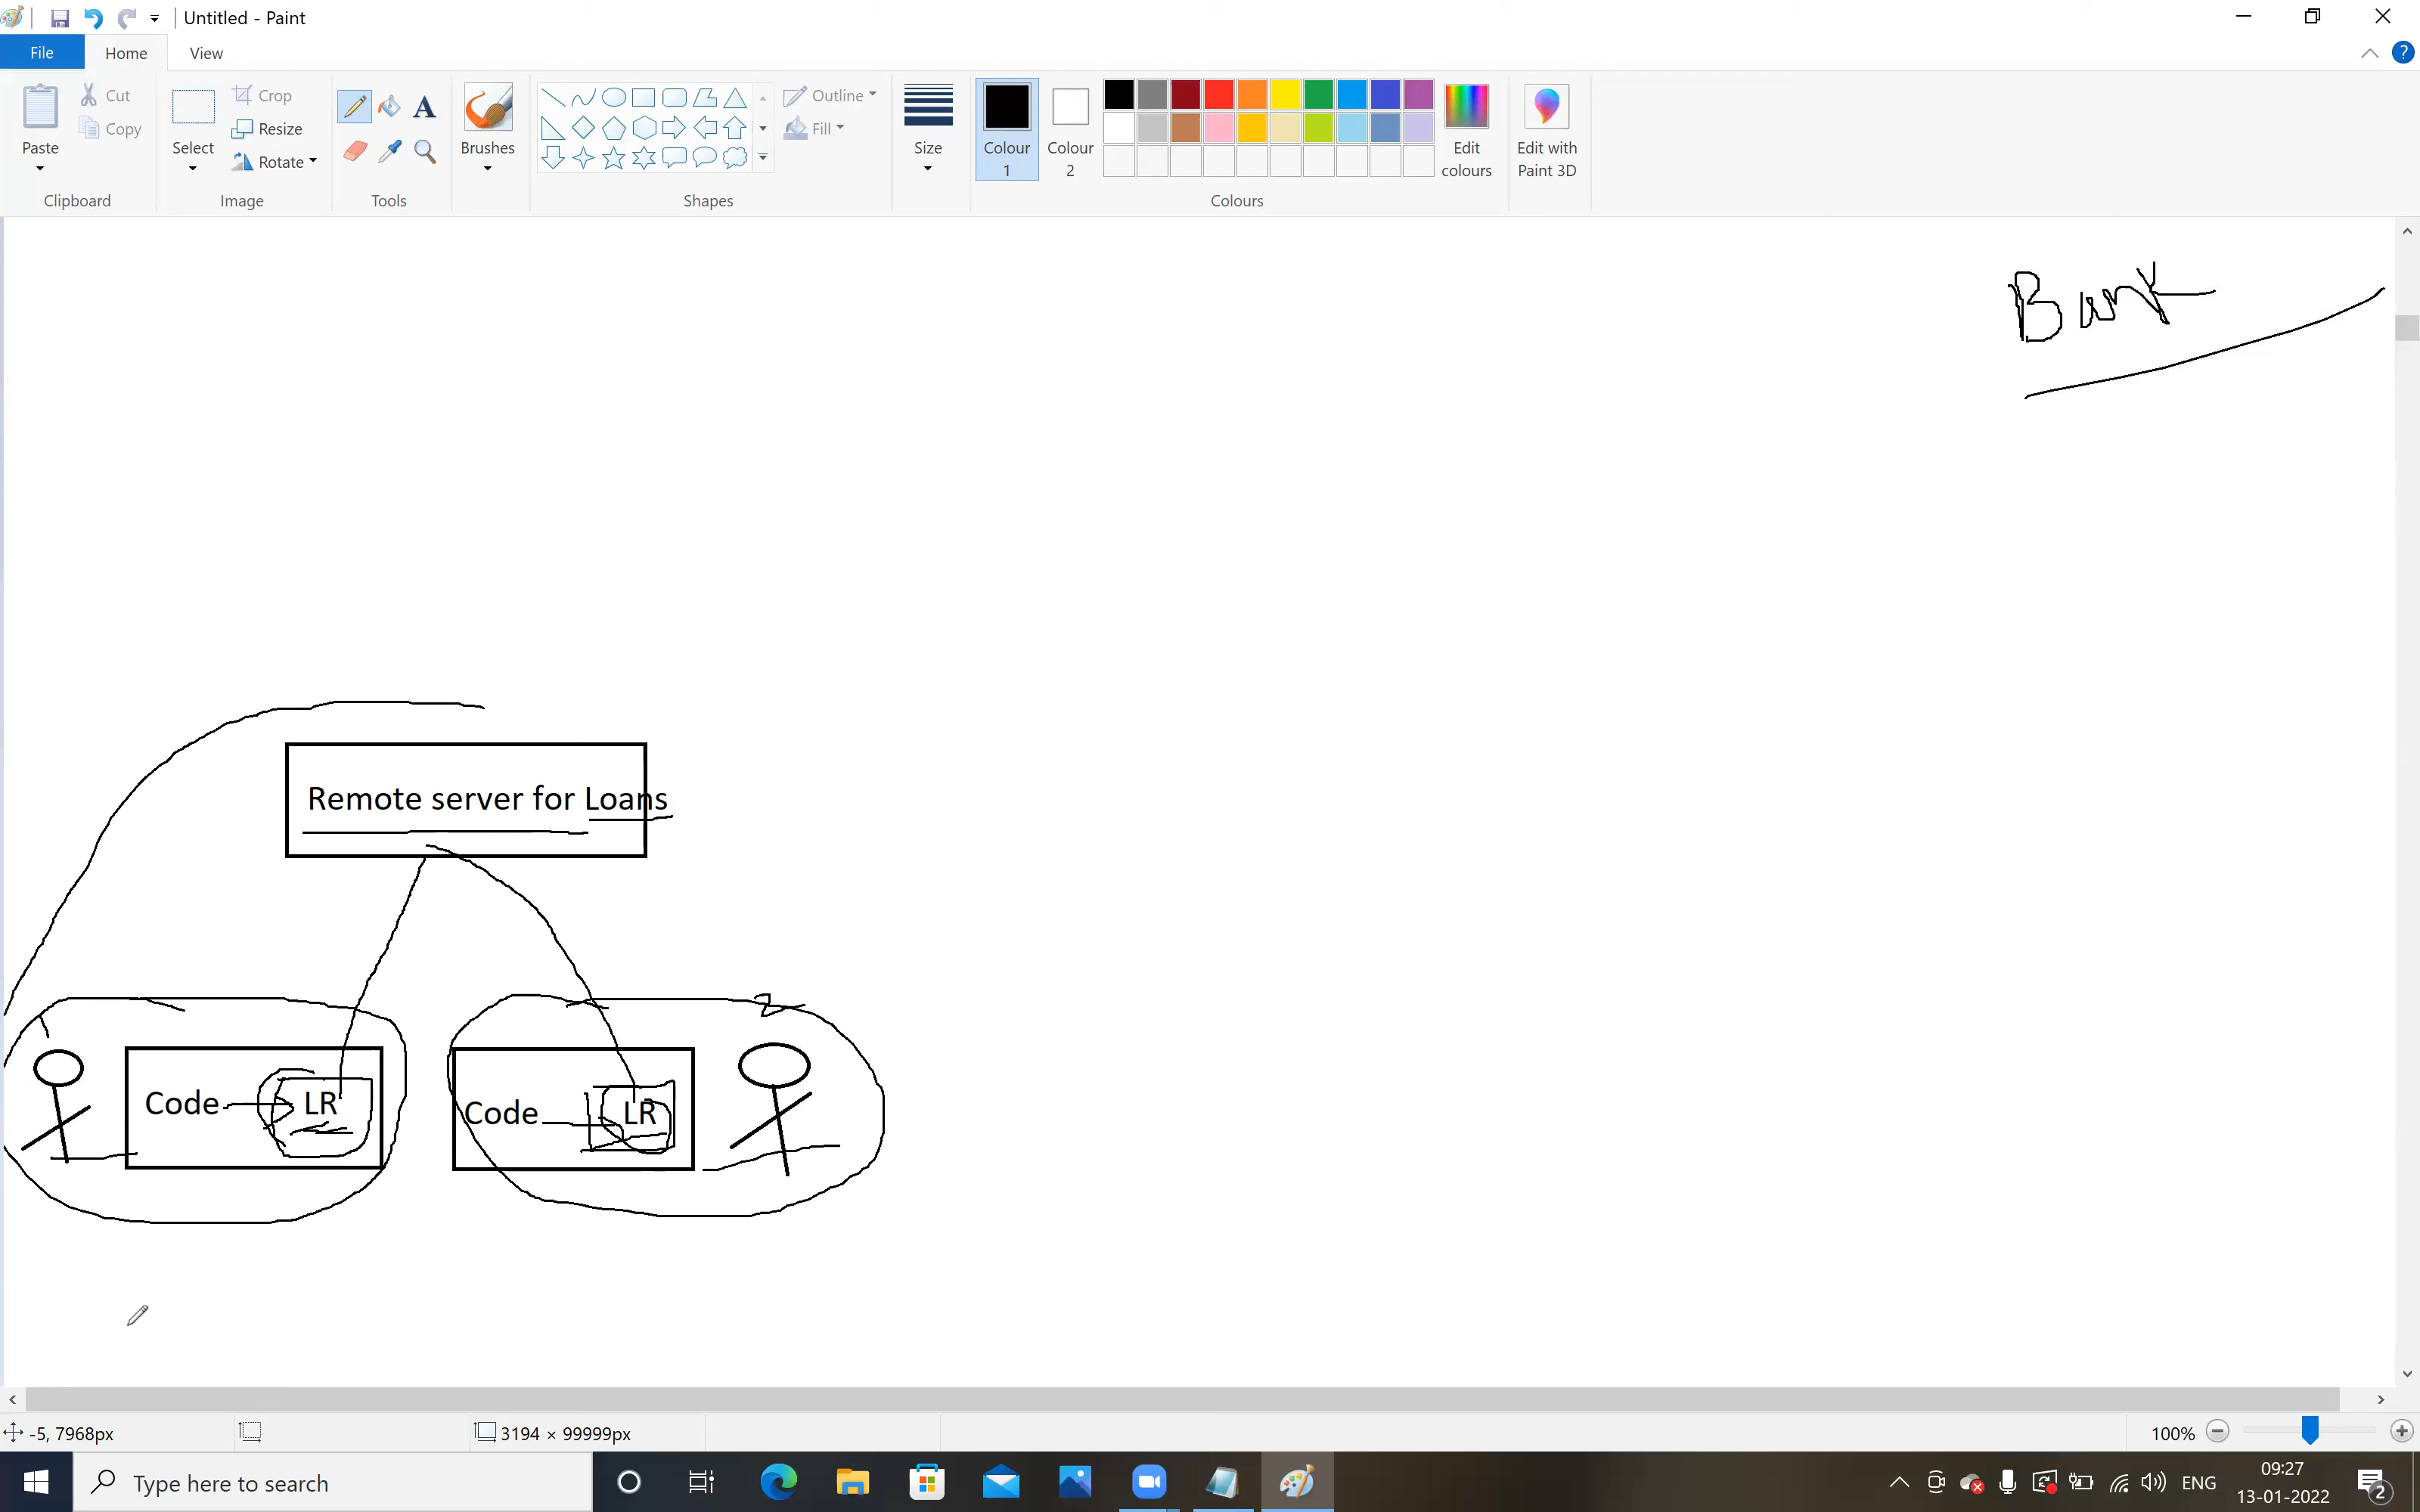 Untitled - Paint
File Home View
Paste
Cut
Copy
Clipboard
Select
Crop
Resize
Rotate
Image
Tools
Brushes
Shapes
Outline
Fill
Size
Colour 1
Colour 2
Edit colours
Colours
Edit with Paint 3D
Bank
Remote server for Loans
Code LR
Code LR
-5, 7968px
3194 × 99999px
100%
Type here to search
ENG
09:27
13-01-2022
2